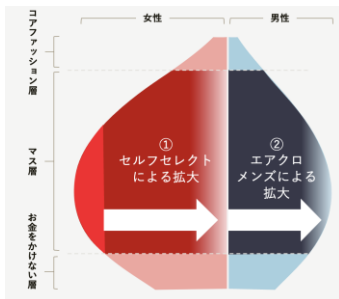 女性
男性
コアファッション層
マス層
お金をかけない層
①
セルフセレクト
による拡大
②
エアクロ
メンズによる
拡大